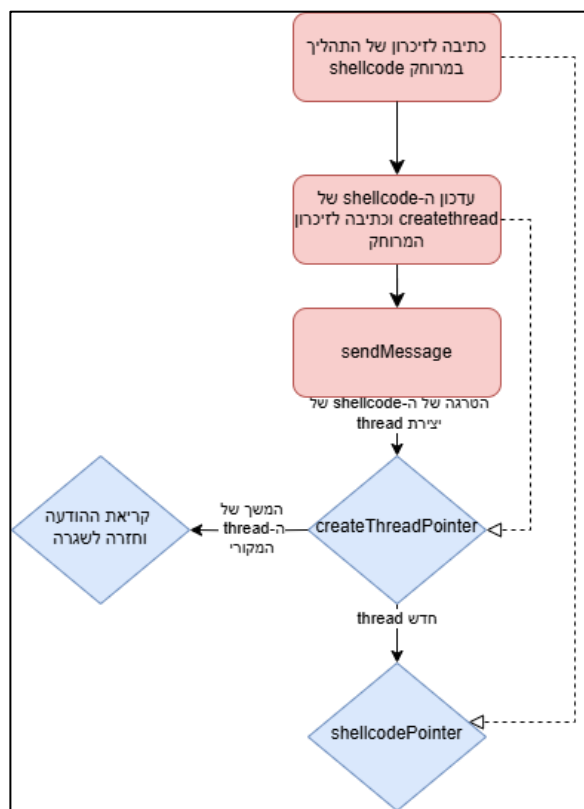 כתיבה לזיכרון של התהליך
במרוחק shellcode
עדכון ה-shellcode של
createthread וכתיבה לזיכרון
המרוחק
sendMessage
הטרגה של ה-shellcode של
יצירת thread
createThreadPointer
המשך של
ה-thread
המקורי
קריאת ההודעה
וחזרה לשגרה
thread חדש
shellcodePointer